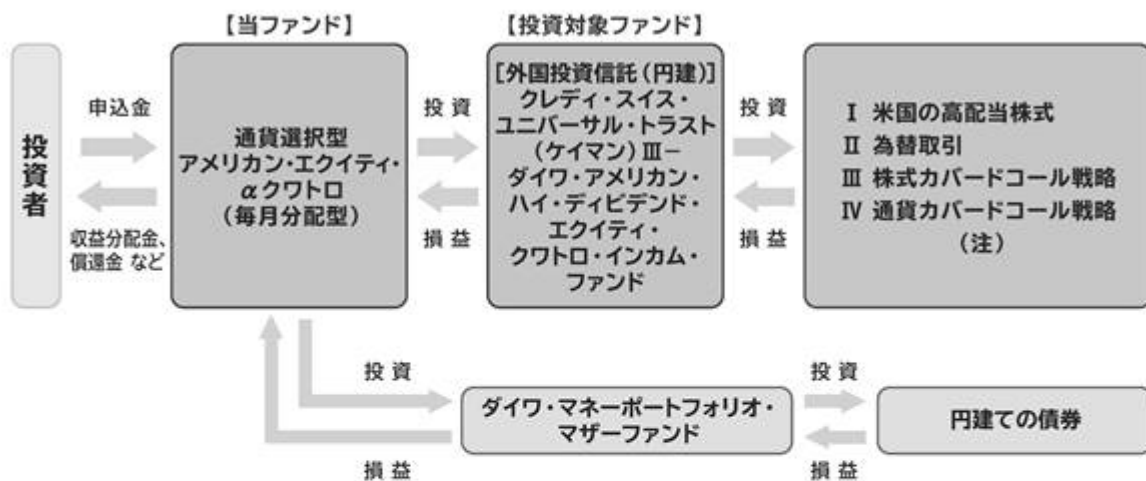 【当ファンド】
【投資対象ファンド】
投資者
申込金
収益分配金、
償還金 など
通貨選択型
アメリカン・エクイティ・
αクワトロ
(毎月分配型)
投 資
損 益
[外国投資信託(円建)]
クレディ・スイス・
ユニバーサル・トラスト
(ケイマン)Ⅲー
ダイワ・アメリカン・
ハイ・ディビデンド・
エクイティ・
クワトロ・インカム・
ファンド
投 資
損 益
Ⅰ 米国の高配当株式
Ⅱ 為替取引
Ⅲ 株式カバードコール戦略
Ⅳ 通貨カバードコール戦略
(注)
投 資
損 益
ダイワ・マネーポートフォリオ・
マザーファンド
投 資
損 益
円建ての債券